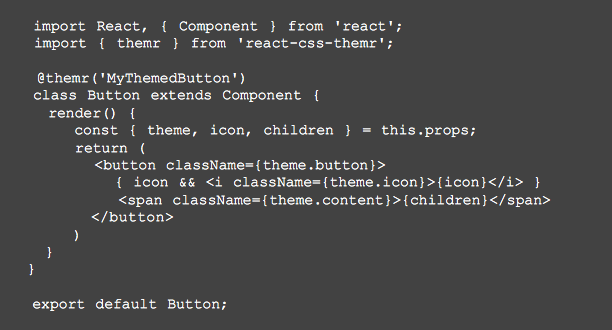 import React, { Component } from 'react';
import { themr } from 'react-css-themr';

@themr('MyThemedButton')
class Button extends Component {
  render() {
    const { theme, icon, children } = this.props;
    return (
      <button className={theme.button}>
        { icon && <i className={theme.icon}>{icon}</i> }
        <span className={theme.content}>{children}</span>
      </button>
    )
  }
}

export default Button;